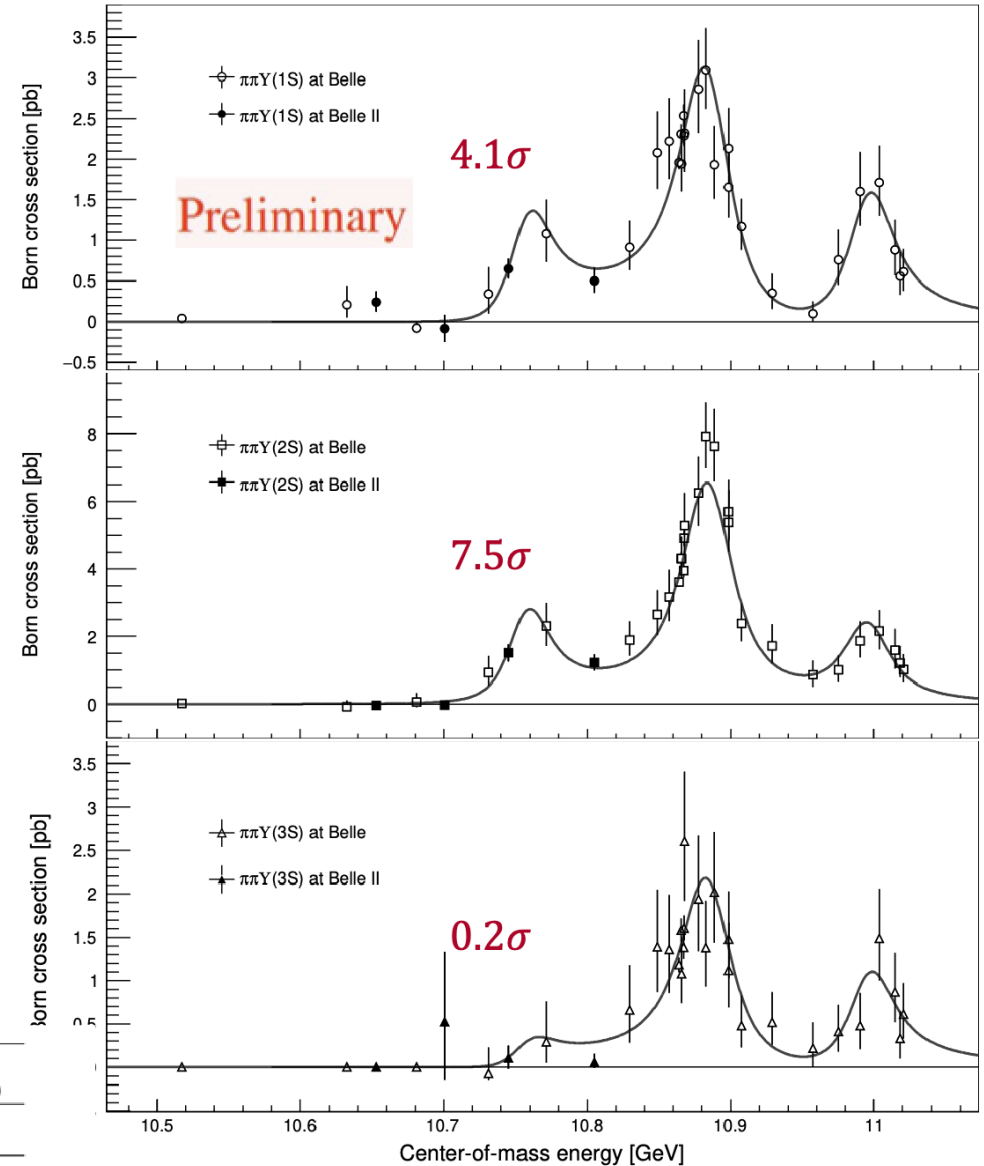 Born cross section [pb]
3.5
3
2.5
2
1.5
1
0.5
0
−0.5
ππΥ(1S) at Belle
ππΥ(1S) at Belle II
4.1σ
Preliminary
Born cross section [pb]
8
6
4
2
0
ππΥ(2S) at Belle
ππΥ(2S) at Belle II
7.5σ
cross section [pb]
3.5
3
2.5
2
1.5
1
ππΥ(3S) at Belle
ππΥ(3S) at Belle II
0.2σ
10.5 10.6 10.7 10.8 10.9 11
Center-of-mass energy [GeV]